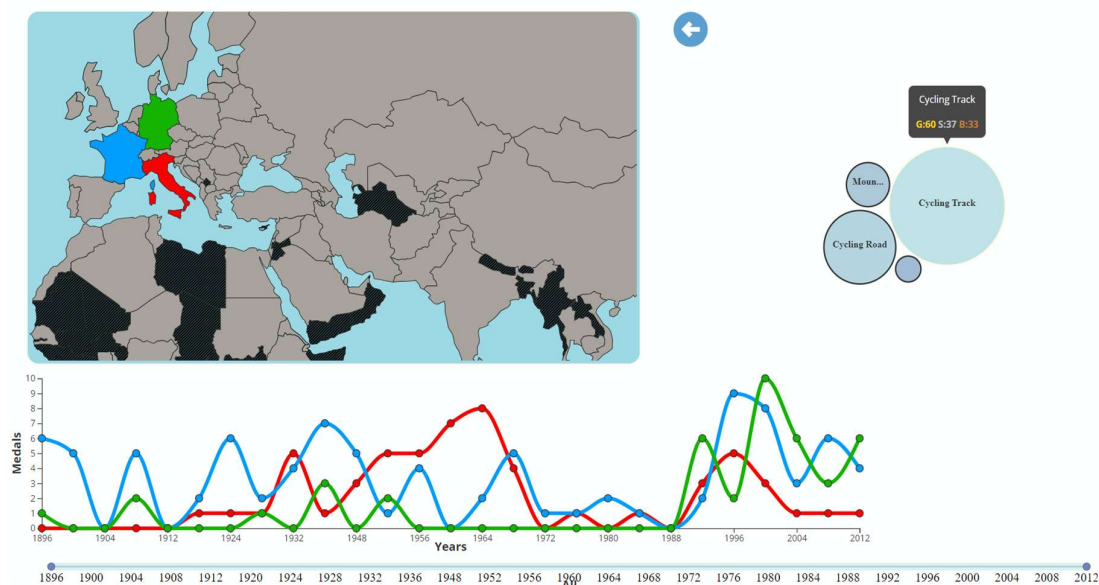 Cycling Track
G:60 S:37 B:33
Moun...
Cycling Track
Cycling Road
10
9
8
7
6
5
4
3
2
1
0
Medals
1896 1904 1912 1924 1932 1948 1956 1964 1972 1980 1988 1996 2004 2012
Years
1896 1900 1904 1908 1912 1920 1924 1928 1932 1936 1948 1952 1956 1960 1964 1968 1972 1976 1980 1984 1988 1992 1996 2000 2004 2008 2012
All